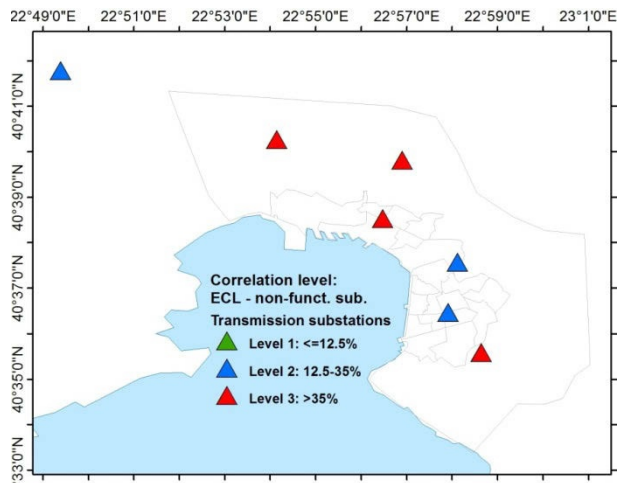 22°49'0"E 22°51'0"E 22°53'0"E 22°55'0"E 22°57'0"E 22°59'0"E 23°1'0"E
40°41'0"N
40°39'0"N
40°37'0"N
40°35'0"N
Correlation level:
ECL - non-funct. sub.
Transmission substations
Level 1: <=12.5%
Level 2: 12.5-35%
Level 3: >35%